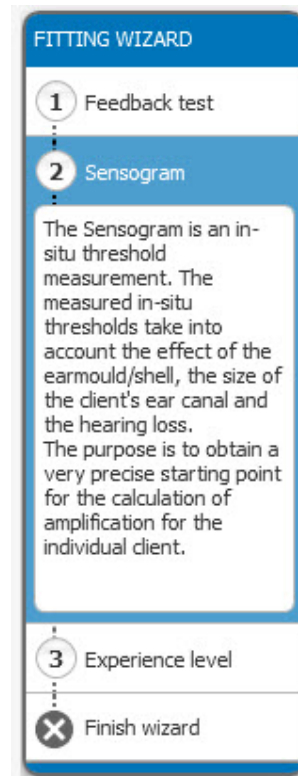 FITTING WIZARD
1 Feedback test
2 Sensogram
The Sensogram is an in-
situ threshold
measurement. The
measured in-situ
thresholds take into
account the effect of the
earmould/shell, the size of
the client's ear canal and
the hearing loss.
The purpose is to obtain a
very precise starting point
for the calculation of
amplification for the
individual client.
3 Experience level
Finish wizard